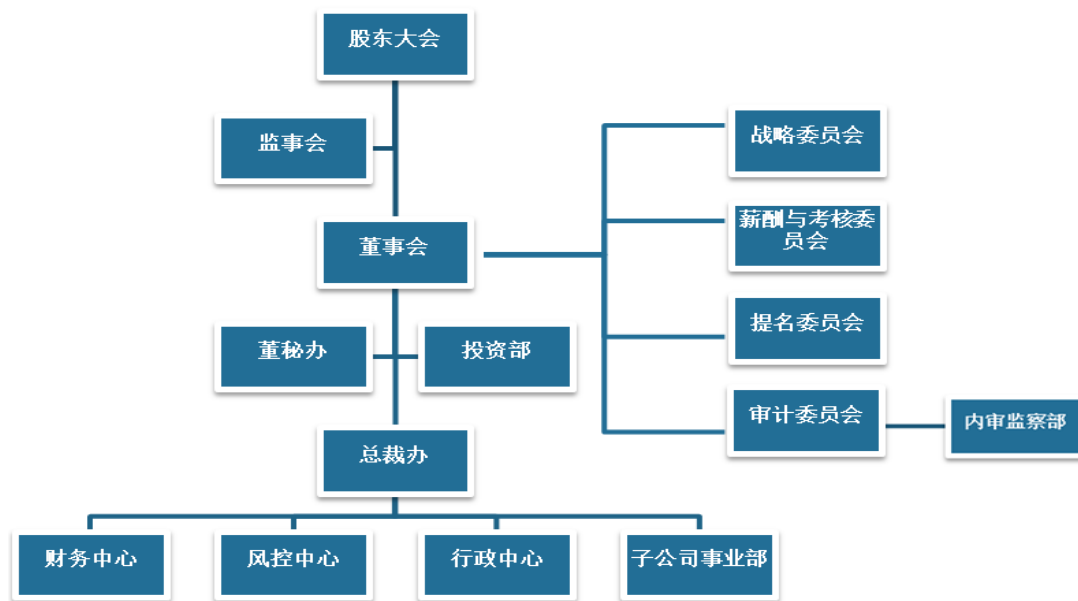 股东大会
监事会
战略委员会
薪酬与考核委
员会
董事会
提名委员会
董秘办
投资部
审计委员会
内审监察部
总裁办
财务中心
风控中心
行政中心
子公司事业部